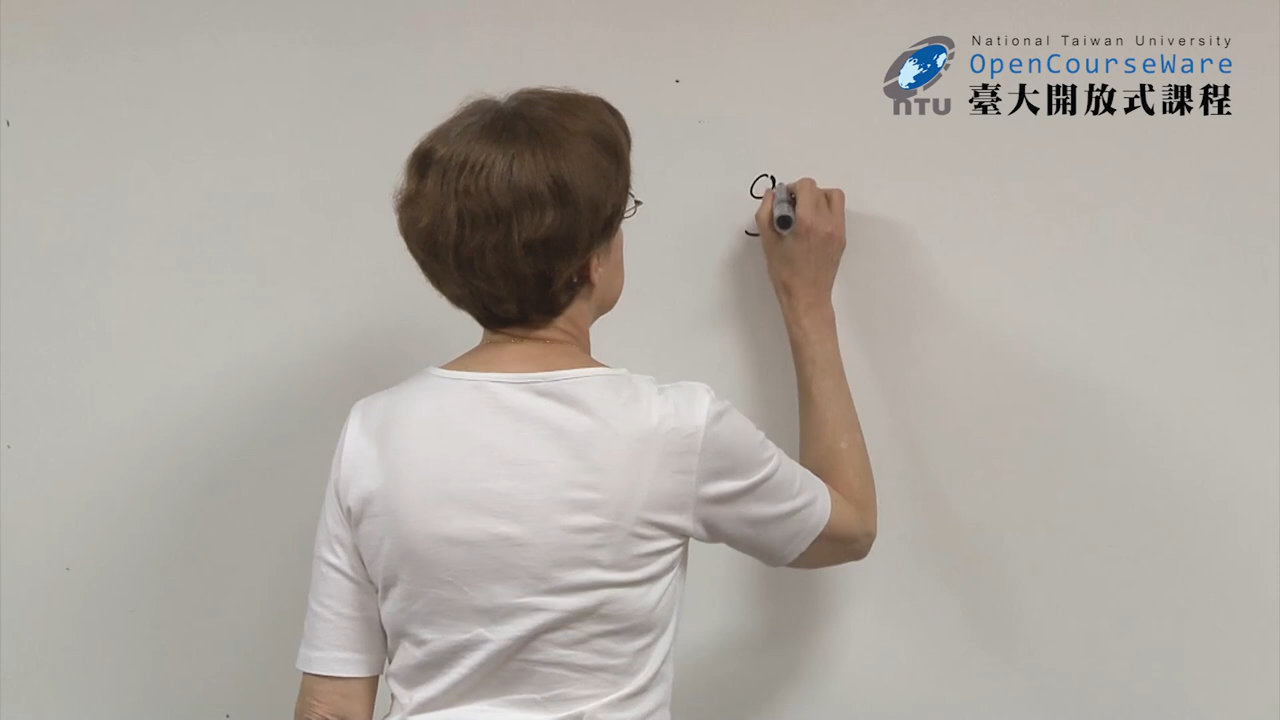 National Taiwan University
OpenCourseWare
臺大開放式課程
NTU